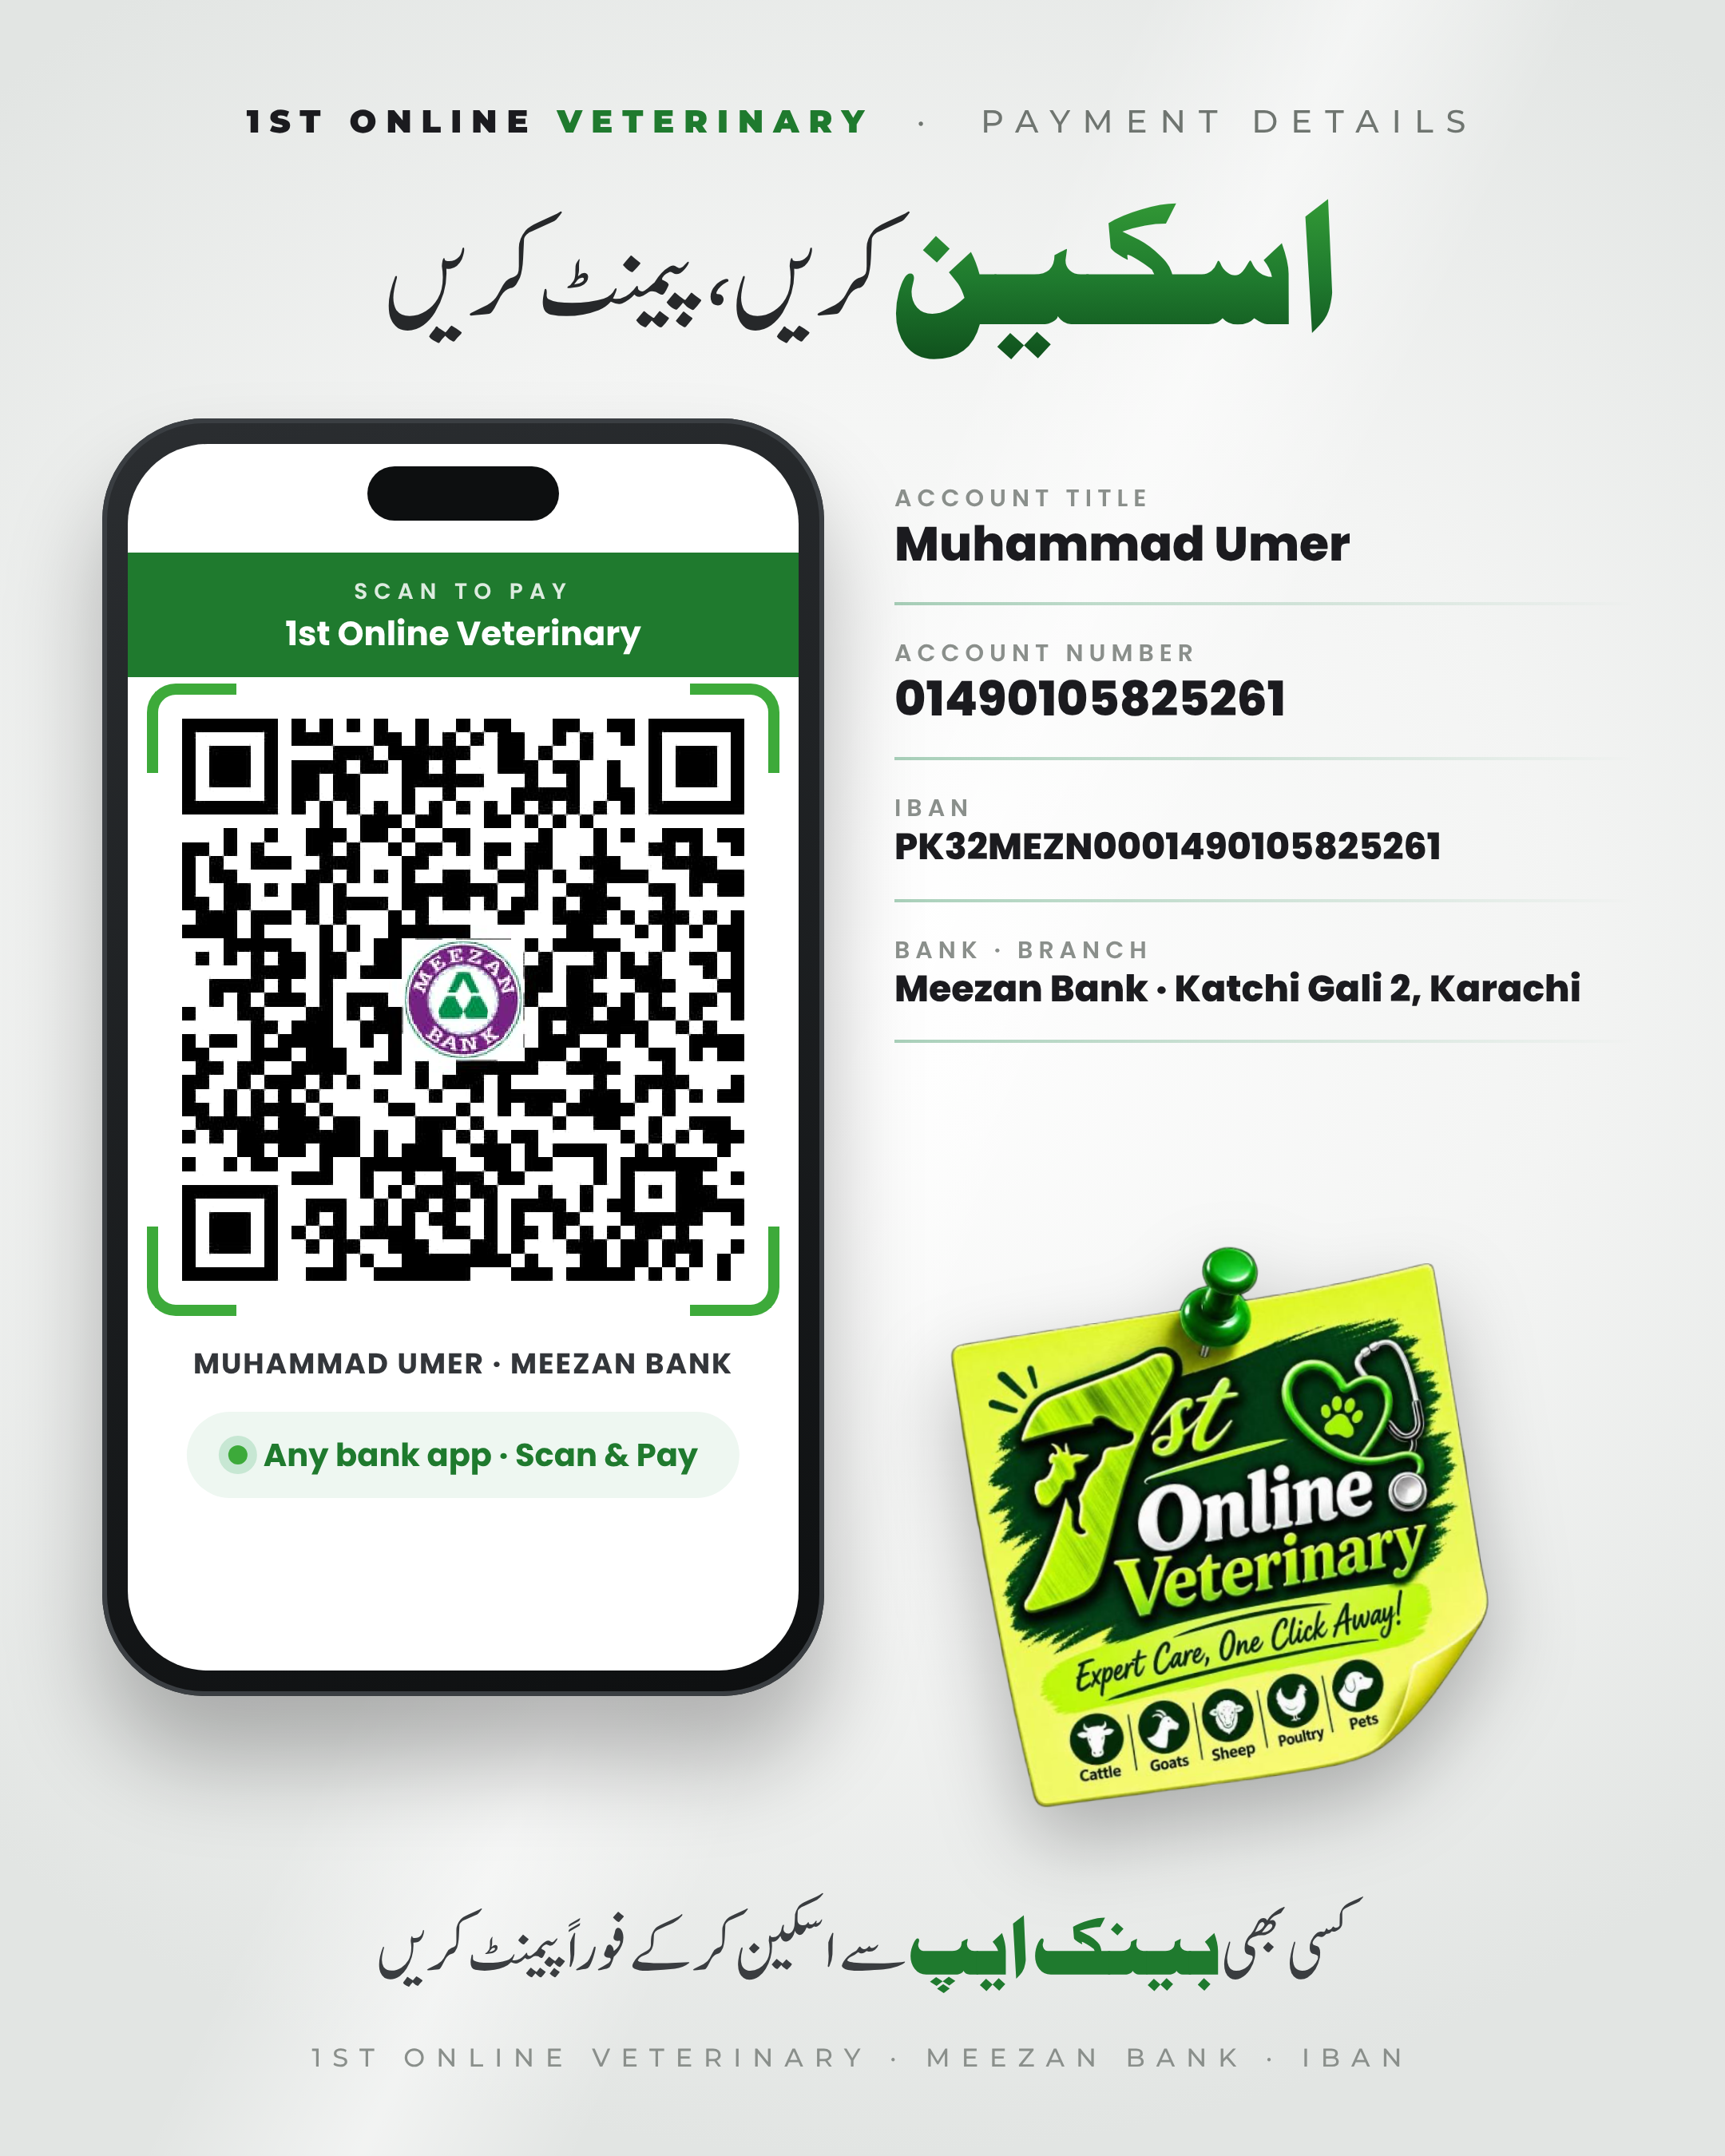 1ST ONLINE VETERINARY · PAYMENT DETAILS
اسکین کریں، پیمنٹ کریں
SCAN TO PAY
1st Online Veterinary
MEEZAN
BANK
MUHAMMAD UMER · MEEZAN BANK
Any bank app · Scan & Pay
ACCOUNT TITLE
Muhammad Umer
ACCOUNT NUMBER
01490105825261
IBAN
PK32MEZN0001490105825261
BANK · BRANCH
Meezan Bank · Katchi Gali 2, Karachi
1st
Online
Veterinary
Expert Care, One Click Away!
Cattle Goats Sheep Poultry Pets
کسی بھی بینک ایپ سے اسکین کر کے فوراً پیمنٹ کریں
1ST ONLINE VETERINARY · MEEZAN BANK · IBAN